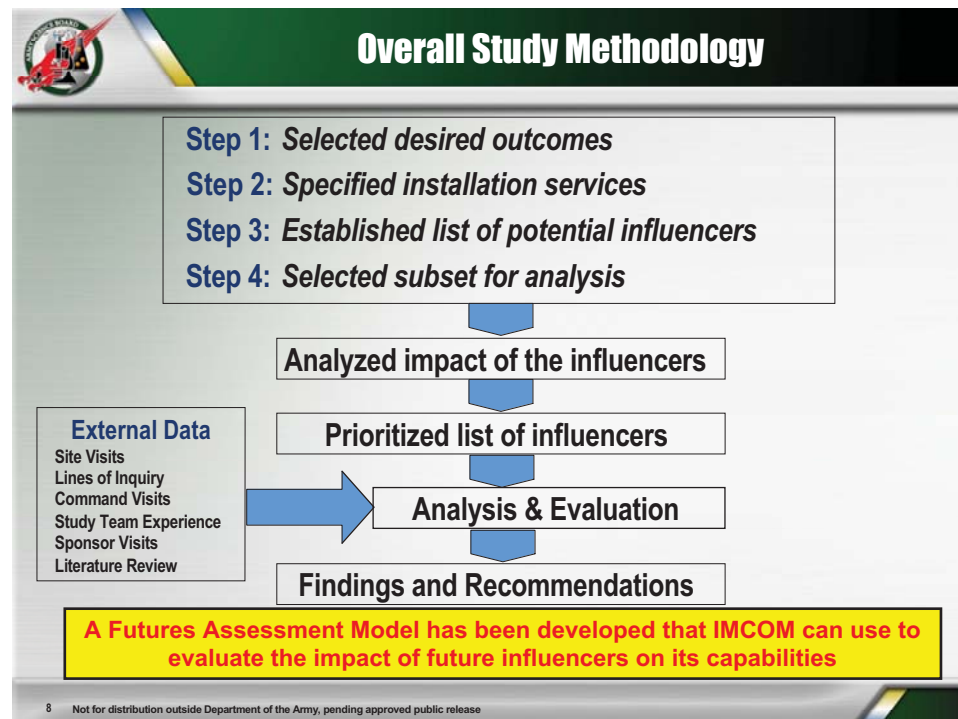 Overall Study Methodology
Step 1: Selected desired outcomes
Step 2: Specified installation services
Step 3: Established list of potential influencers
Step 4: Selected subset for analysis
Analyzed impact of the influencers
Prioritized list of influencers
External Data
Site Visits
Lines of Inquiry
Command Visits
Study Team Experience
Sponsor Visits
Literature Review
Analysis & Evaluation
Findings and Recommendations
A Futures Assessment Model has been developed that IMCOM can use to
evaluate the impact of future influencers on its capabilities
8 Not for distribution outside Department of the Army, pending approved public release